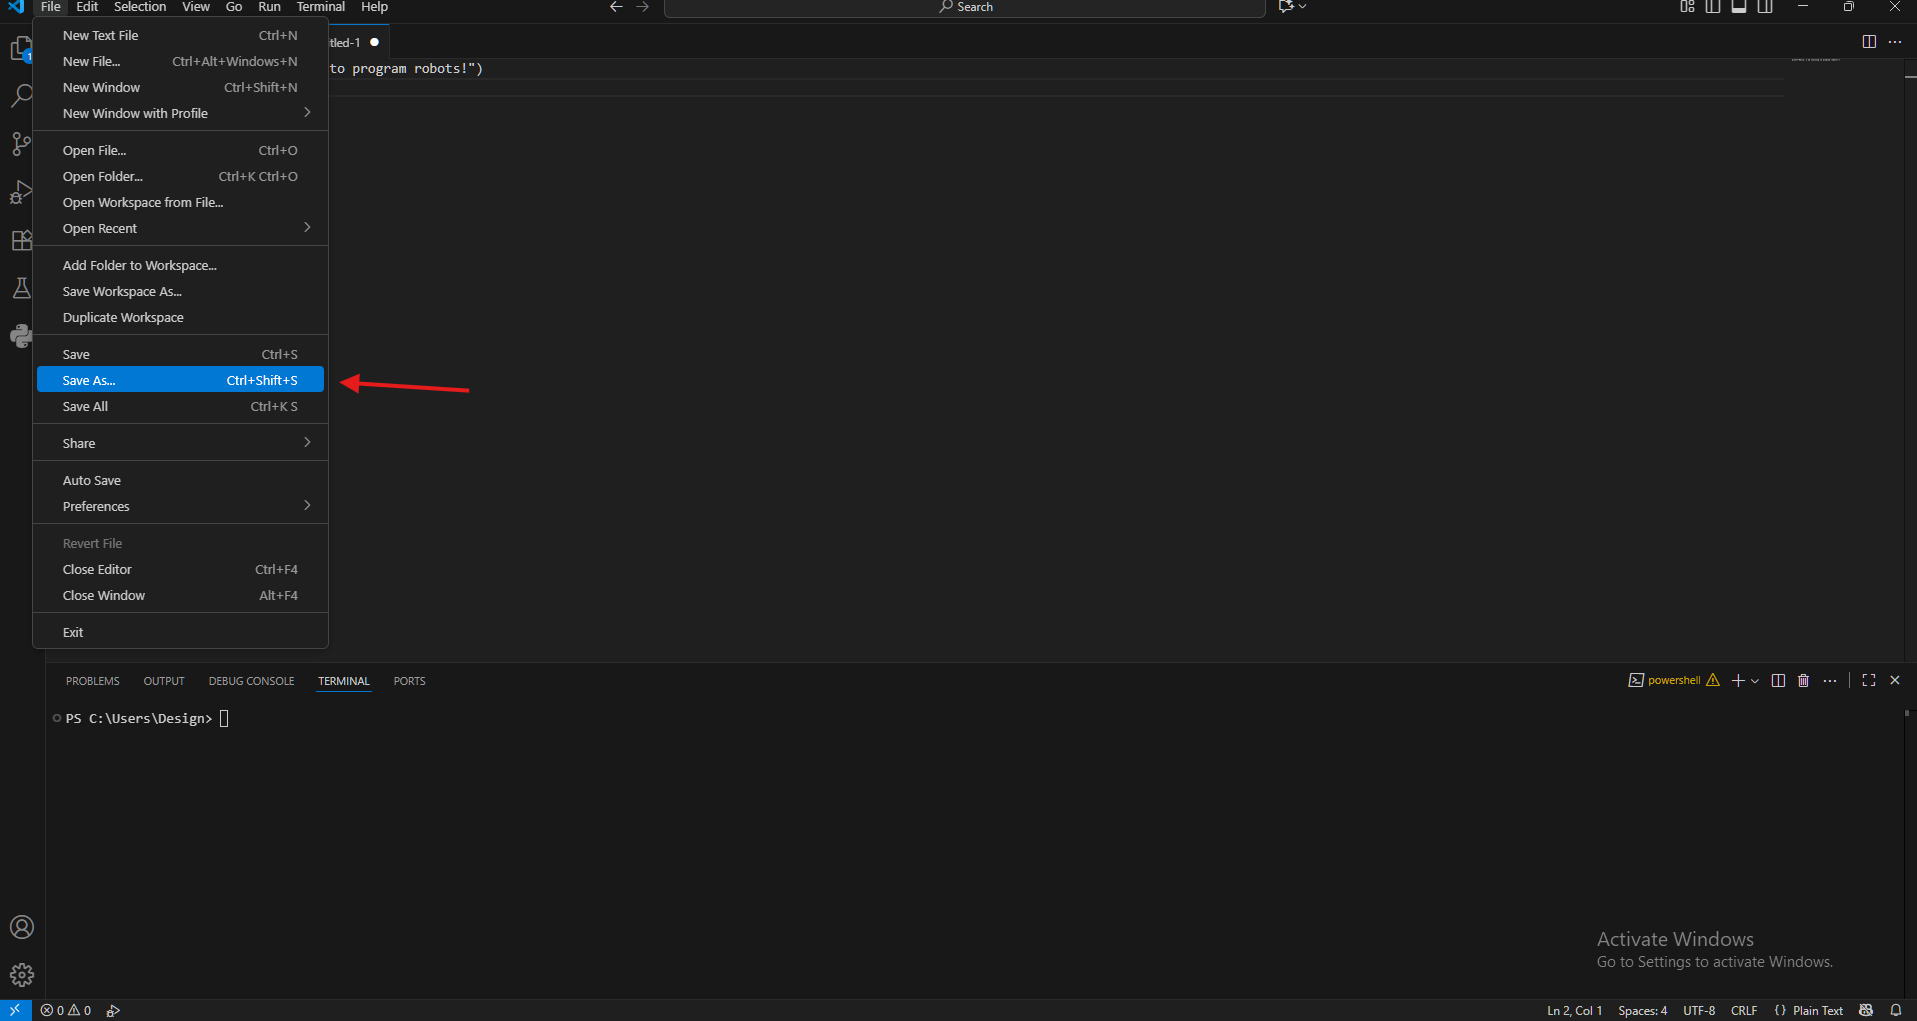 File Edit Selection View Go Run Terminal Help
Search
New Text File Ctrl+N
New File... Ctrl+Alt+Windows+N
New Window Ctrl+Shift+N
New Window with Profile
Open File... Ctrl+O
Open Folder... Ctrl+K Ctrl+O
Open Workspace from File...
Open Recent
Add Folder to Workspace...
Save Workspace As...
Duplicate Workspace
Save Ctrl+S
Save As... Ctrl+Shift+S
Save All Ctrl+K S
Share
Auto Save
Preferences
Revert File
Close Editor Ctrl+F4
Close Window Alt+F4
Exit
1
tled-1
to program robots!")
PROBLEMS OUTPUT DEBUG CONSOLE TERMINAL PORTS
powershell
PS C:\Users\Design>
Activate Windows
Go to Settings to activate Windows.
0 0
Ln 2, Col 1 Spaces: 4 UTF-8 CRLF {} Plain Text